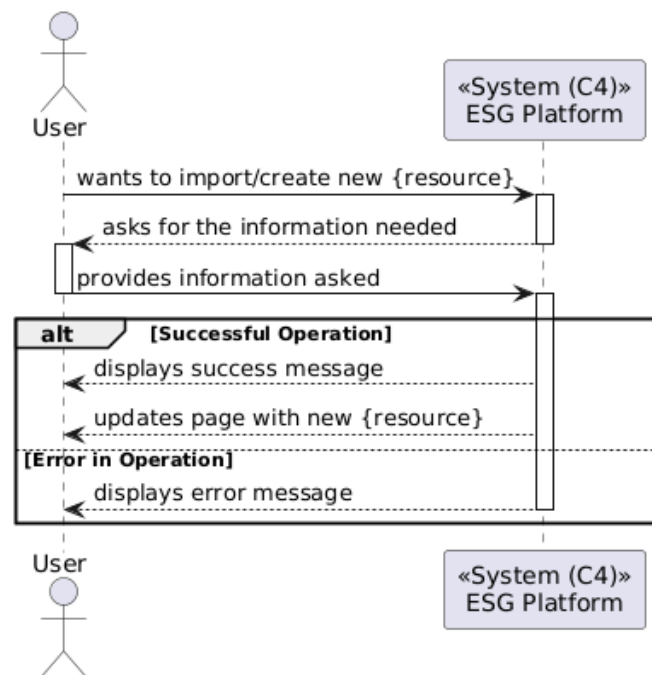 «System (C4)»
ESG Platform
User
wants to import/create new {resource}
asks for the information needed
provides information asked
alt [Successful Operation]
displays success message
updates page with new {resource}
[Error in Operation]
displays error message
User
«System (C4)»
ESG Platform